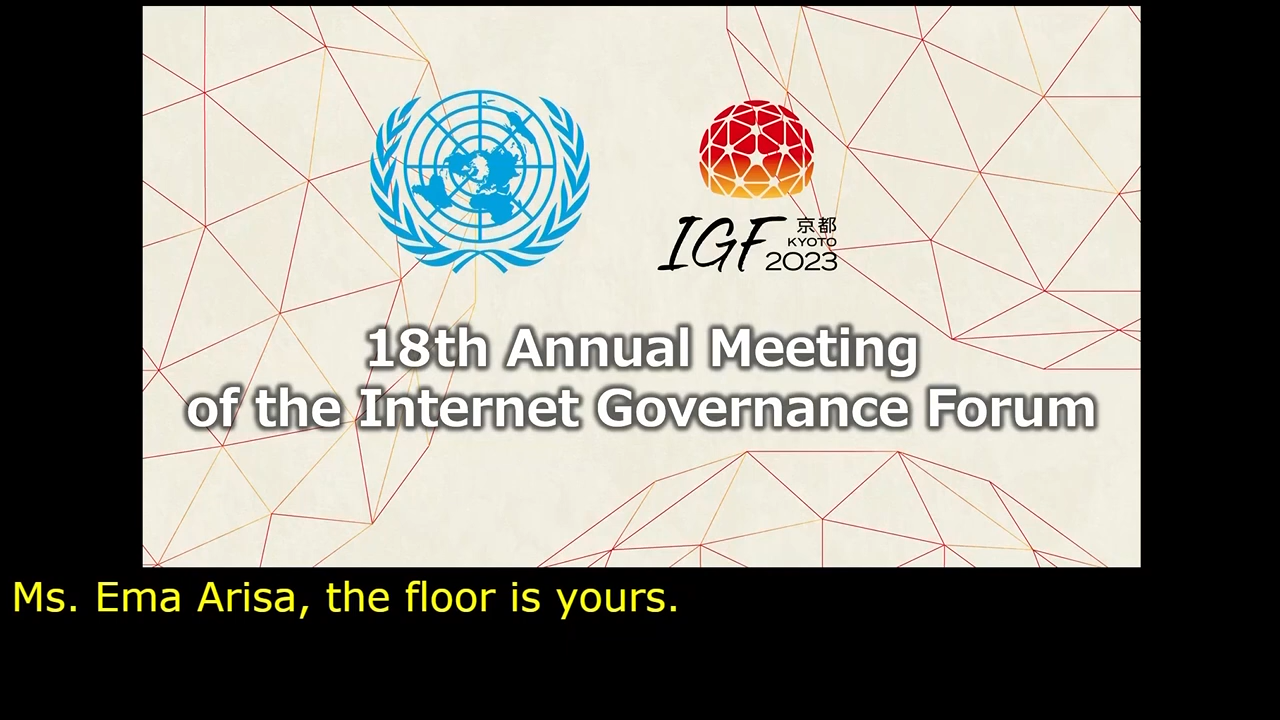 IGF 京都
KYOTO
2023
18th Annual Meeting
of the Internet Governance Forum
Ms. Ema Arisa, the floor is yours.